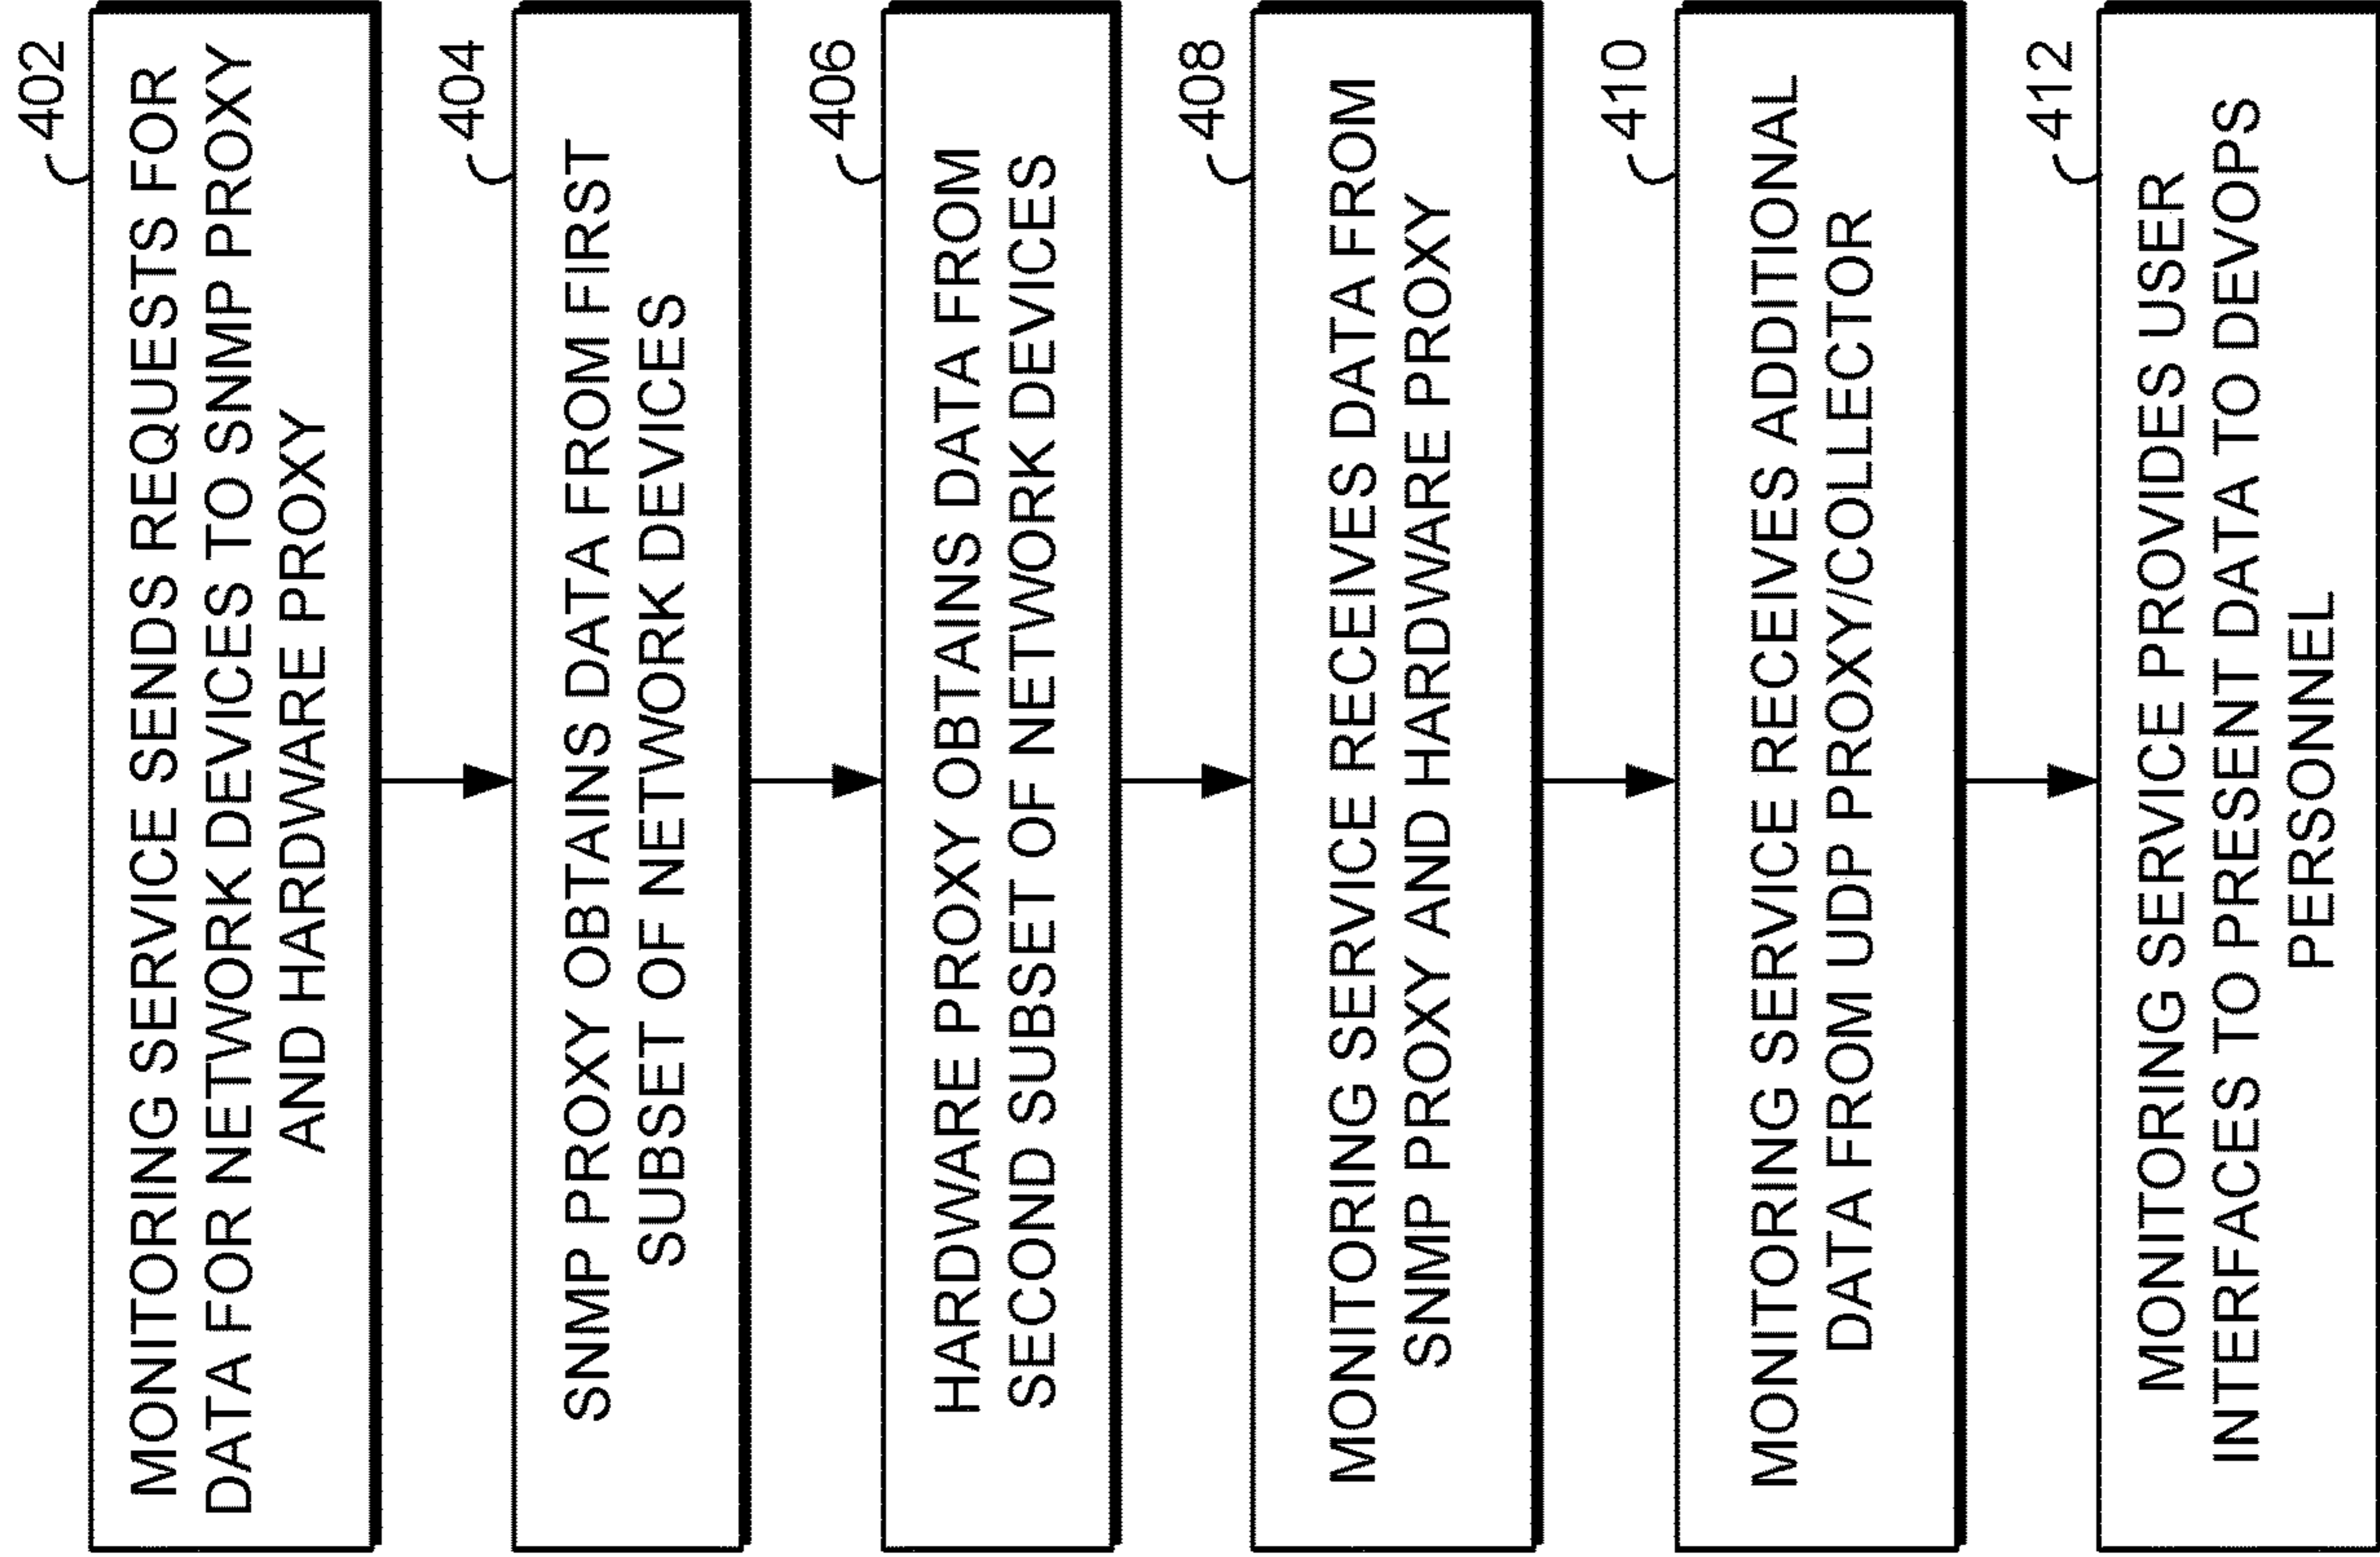 402
MONITORING SERVICE SENDS REQUESTS FOR
DATA FOR NETWORK DEVICES TO SNMP PROXY
AND HARDWARE PROXY
404
SNMP PROXY OBTAINS DATA FROM FIRST
SUBSET OF NETWORK DEVICES
406
HARDWARE PROXY OBTAINS DATA FROM
SECOND SUBSET OF NETWORK DEVICES
408
MONITORING SERVICE RECEIVES DATA FROM
SNMP PROXY AND HARDWARE PROXY
410
MONITORING SERVICE RECEIVES ADDITIONAL
DATA FROM UDP PROXY/COLLECTOR
412
MONITORING SERVICE PROVIDES USER
INTERFACES TO PRESENT DATA TO DEVOPS
PERSONNEL